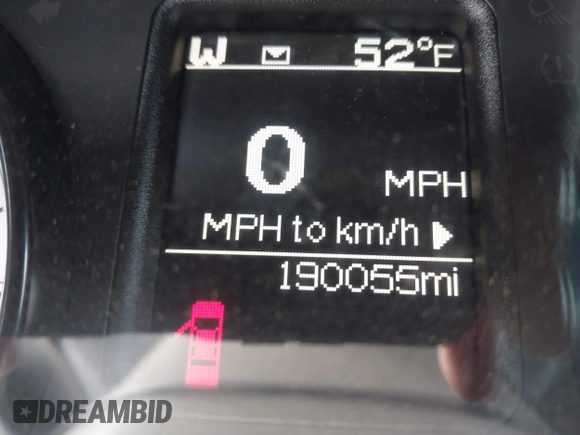 W 52°F
0 MPH
MPH to km/h
190055mi
DREAMBID